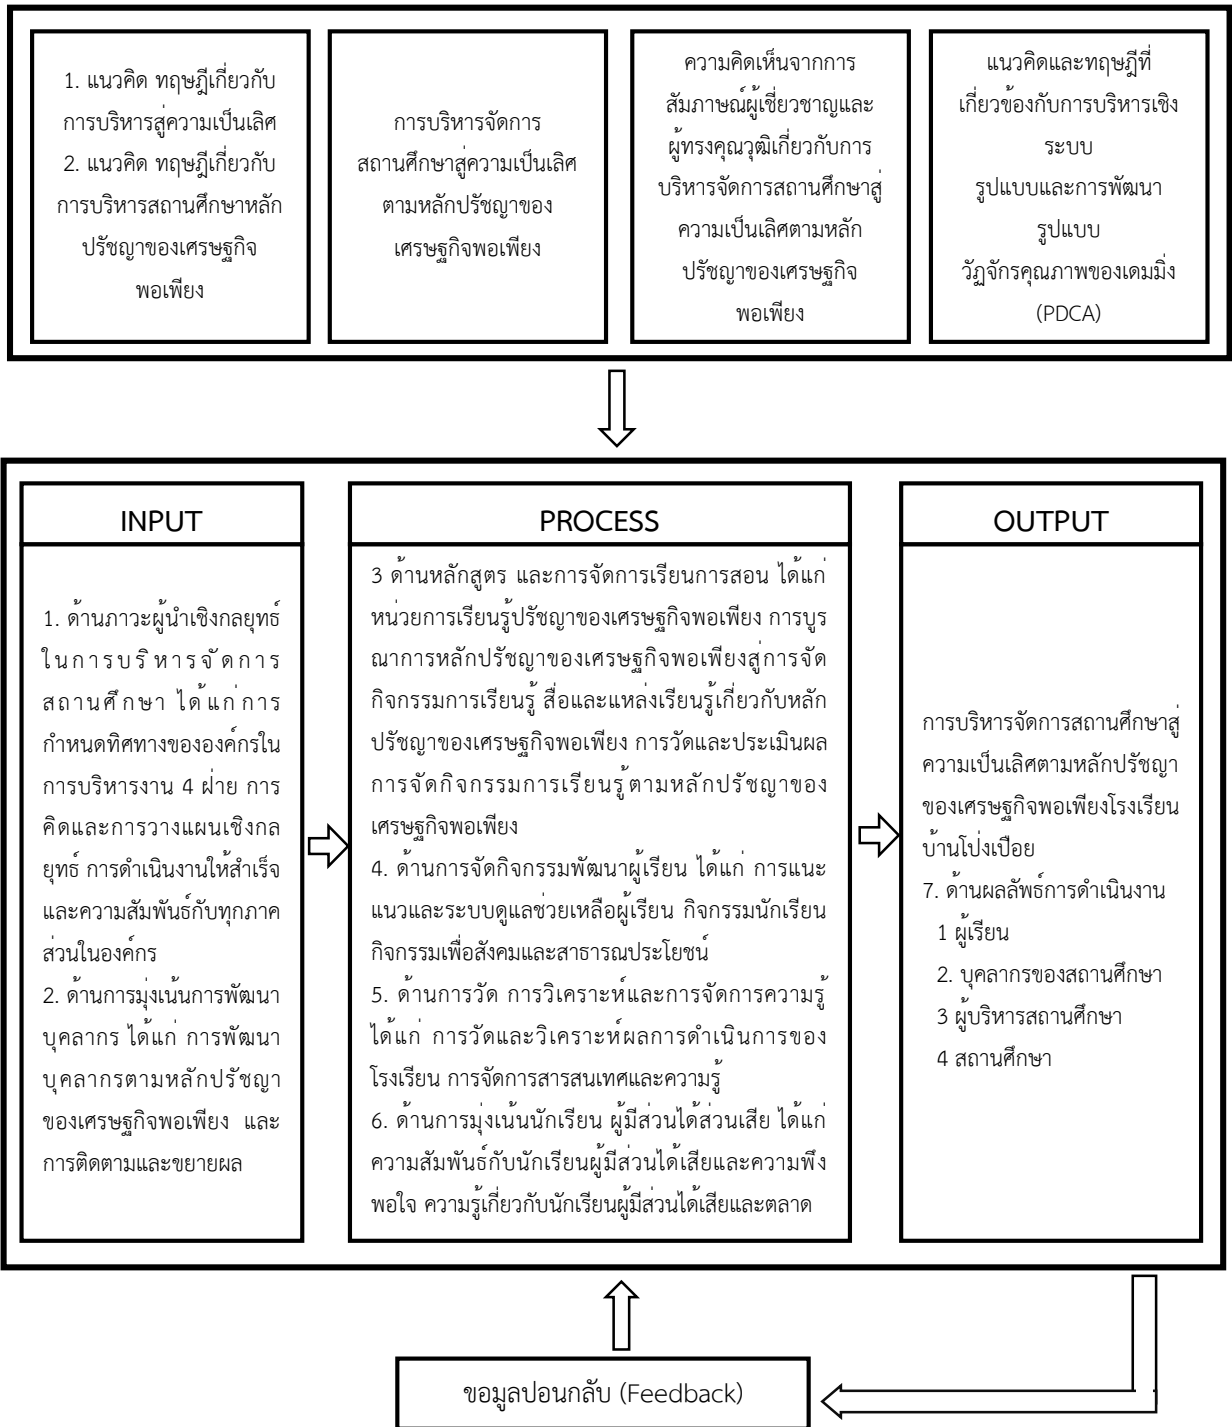 1. แนวคิด ทฤษฎีเกี่ยวกับ
การบริหารสู่ความเป็นเลิศ
2. แนวคิด ทฤษฎีเกี่ยวกับ
การบริหารสถานศึกษาหลัก
ปรัชญาของเศรษฐกิจ
พอเพียง
การบริหารจัดการ
สถานศึกษาสู่ความเป็นเลิศ
ตามหลักปรัชญาของ
เศรษฐกิจพอเพียง
ความคิดเห็นจากการ
สัมภาษณ์ผู้เชี่ยวชาญและ
ผู้ทรงคุณวุฒิเกี่ยวกับการ
บริหารจัดการสถานศึกษาสู่
ความเป็นเลิศตามหลัก
ปรัชญาของเศรษฐกิจ
พอเพียง
แนวคิดและทฤษฎีที่
เกี่ยวข้องกับการบริหารเชิง
ระบบ
รูปแบบและการพัฒนา
รูปแบบ
วัฏจักรคุณภาพของเดมมิ่ง
(PDCA)
INPUT
1. ด้านภาวะผู้นำเชิงกลยุทธ์
ในการบริหารจัดการ
สถานศึกษา ได้แก่การ
กำหนดทิศทางขององค์กรใน
การบริหารงาน 4 ฝ่าย การ
คิดและการวางแผนเชิงกล
ยุทธ์ การดำเนินงานให้สำเร็จ
และความสัมพันธ์กับทุกภาค
ส่วนในองค์กร
2. ด้านการมุ่งเน้นการพัฒนา
บุคลากร ได้แก่ การพัฒนา
บุคลากรตามหลักปรัชญา
ของเศรษฐกิจพอเพียง และ
การติดตามและขยายผล
PROCESS
3 ด้านหลักสูตร และการจัดการเรียนการสอน ได้แก่
หน่วยการเรียนรู้ปรัชญาของเศรษฐกิจพอเพียง การบูร
ณาการหลักปรัชญาของเศรษฐกิจพอเพียงสู่การจัด
กิจกรรมการเรียนรู้ สื่อและแหล่งเรียนรู้เกี่ยวกับหลัก
ปรัชญาของเศรษฐกิจพอเพียง การวัดและประเมินผล
การจัดกิจกรรมการเรียนรู้ตามหลักปรัชญาของ
เศรษฐกิจพอเพียง
4. ด้านการจัดกิจกรรมพัฒนาผู้เรียน ได้แก่ การแนะ
แนวและระบบดูแลช่วยเหลือผู้เรียน กิจกรรมนักเรียน
กิจกรรมเพื่อสังคมและสาธารณประโยชน์
5. ด้านการวัด การวิเคราะห์และการจัดการความรู้
ได้แก่ การวัดและวิเคราะห์ผลการดำเนินการของ
โรงเรียน การจัดการสารสนเทศและความรู้
6. ด้านการมุ่งเน้นนักเรียน ผู้มีส่วนได้ส่วนเสีย ได้แก่
ความสัมพันธ์กับนักเรียนผู้มีส่วนได้เสียและความพึง
พอใจ ความรู้เกี่ยวกับนักเรียนผู้มีส่วนได้เสียและตลาด
OUTPUT
การบริหารจัดการสถานศึกษาสู่
ความเป็นเลิศตามหลักปรัชญา
ของเศรษฐกิจพอเพียงโรงเรียน
บ้านโป่งเปือย
7. ด้านผลลัพธ์การดำเนินงาน
1 ผู้เรียน
2. บุคลากรของสถานศึกษา
3 ผู้บริหารสถานศึกษา
4 สถานศึกษา
ขอมูลปอนกลับ (Feedback)